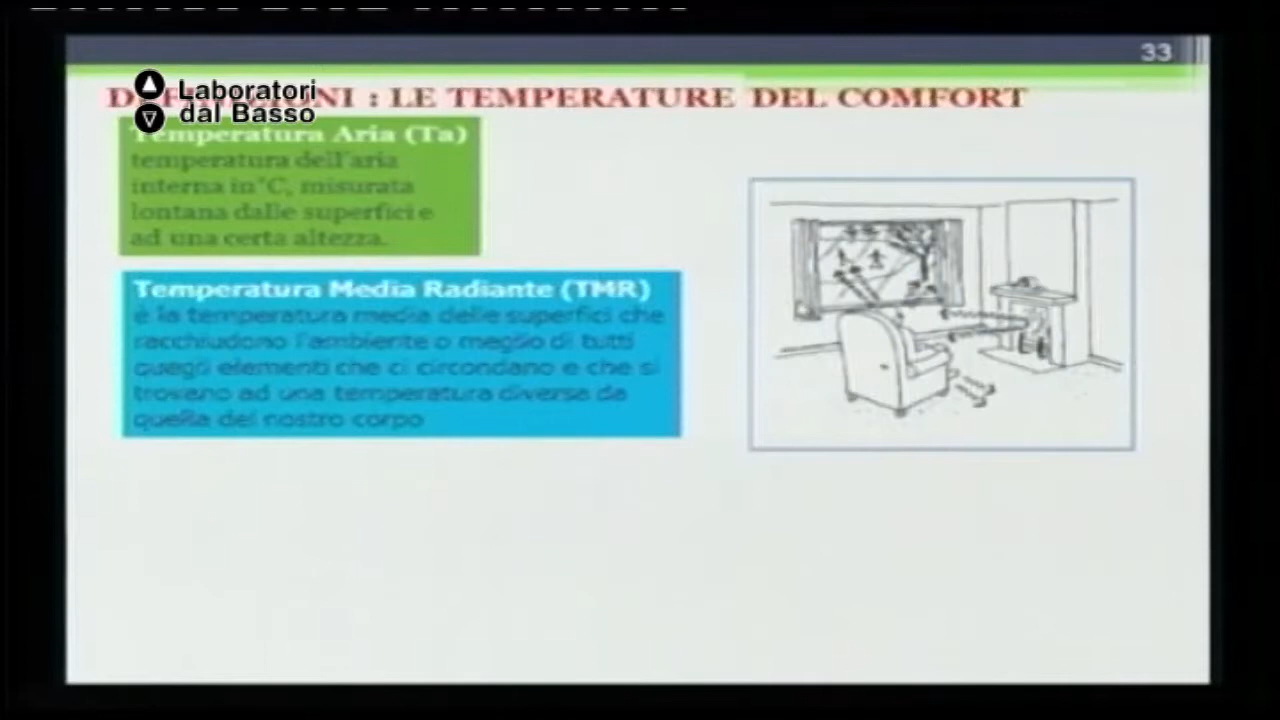 33
Laboratori
dal Basso
: LE TEMPERATURE DEL COMFORT
Temperatura Aria (Ta)
temperatura dell'aria
interna in °C, misurata
lontana dalle superfici e
ad una certa altezza.
Temperatura Media Radiante (TMR)
è la temperatura media delle superfici che
racchiudono l'ambiente o meglio di tutti
quegli elementi che ci circondano e che si
trovano ad una temperatura diversa da
quella del nostro corpo